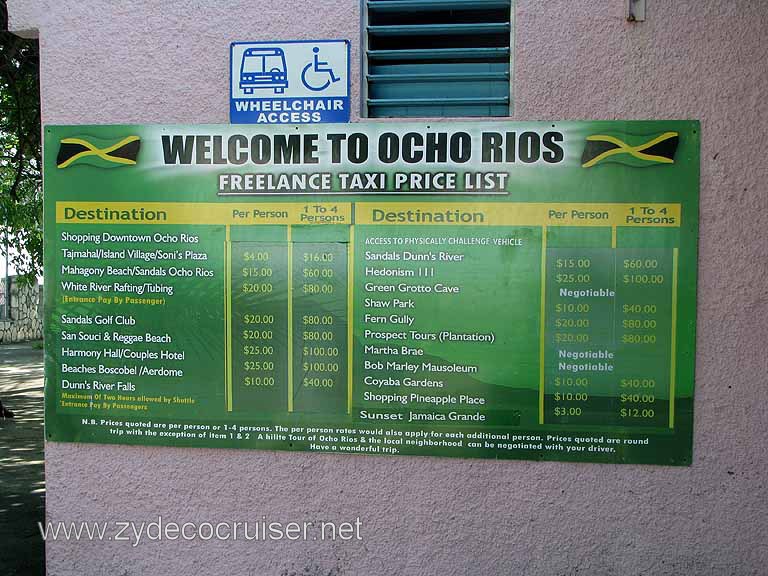 WHEELCHAIR
ACCESS
WELCOME TO OCHO RIOS
FREELANCE TAXI PRICE LIST
Destination Per Person 1 To 4 Persons
Shopping Downtown Ocho Rios
Tajmahal/Island Village/Soni's Plaza $4.00 $16.00
Mahagony Beach/Sandals Ocho Rios $15.00 $60.00
White River Rafting/Tubing $20.00 $80.00
(Entrance Pay By Passenger)
Sandals Golf Club $20.00 $80.00
San Souci & Reggae Beach $20.00 $80.00
Harmony Hall/Couples Hotel $25.00 $100.00
Beaches Boscobel /Aerdome $25.00 $100.00
Dunn's River Falls $10.00 $40.00
Maximum Of Two Hours allowed by Shuttle
*Entrance Pay By Passengers
Destination Per Person 1 To 4 Persons
ACCESS TO PHYSICALLY CHALLENGE VEHICLE
Sandals Dunn's River $15.00 $60.00
Hedonism 111 $25.00 $100.00
Green Grotto Cave Negotiable
Shaw Park $10.00 $40.00
Fern Gully $20.00 $80.00
Prospect Tours (Plantation) $20.00 $80.00
Martha Brae Negotiable
Bob Marley Mausoleum Negotiable
Coyaba Gardens $10.00 $40.00
Shopping Pineapple Place $10.00 $40.00
Sunset Jamaica Grande $3.00 $12.00
N.B. Prices quoted are per person or 1-4 persons. The per person rates would also apply for each additional person. Prices quoted are round
trip with the exception of item 1 & 2 A hilite Tour of Ocho Rios & the local neighborhood can be negotiated with your driver.
Have a wonderful trip.
www.zydecocruiser.net